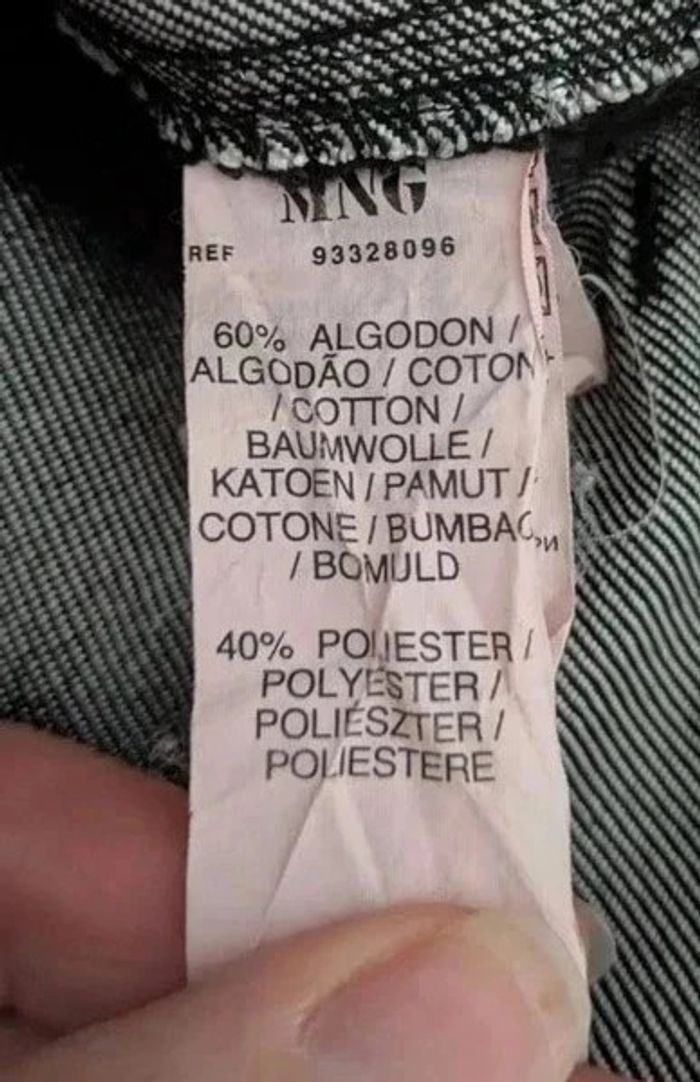 MNG
REF 93328096
60% ALGODON /
ALGODÃO / COTON
/ COTTON /
BAUMWOLLE /
KATOEN / PAMUT /
COTONE / BUMBAC
/ BOMULD
40% POLIESTER /
POLYESTER /
POLIÉSZTER /
POLIESTERE